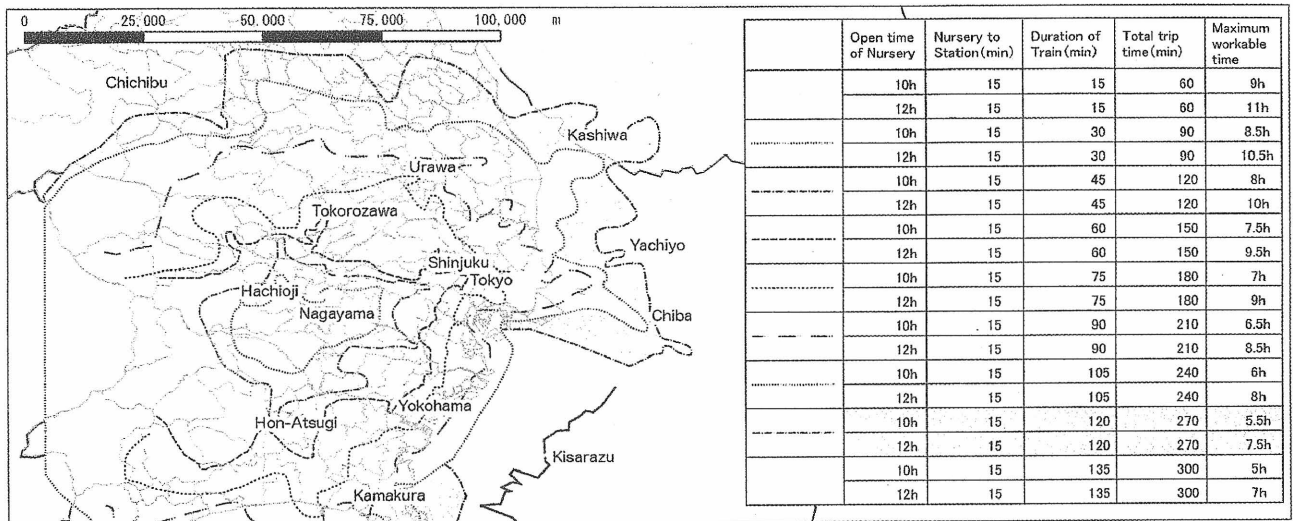 0 25,000 50,000 75,000 100,000 m
Chichibu
Kashiwa
Urawa
Tokorozawa
Yachiyo
Shinjuku
Tokyo
Hachioji
Nagayama
Chiba
Yokohama
Hon-Atsugi
Kisarazu
Kamakura
Open time of Nursery Nursery to Station(min) Duration of Train(min) Total trip time(min) Maximum workable time
10h 15 15 60 9h
12h 15 15 60 11h
10h 15 30 90 8.5h
12h 15 30 90 10.5h
10h 15 45 120 8h
12h 15 45 120 10h
10h 15 60 150 7.5h
12h 15 60 150 9.5h
10h 15 75 180 7h
12h 15 75 180 9h
10h 15 90 210 6.5h
12h 15 90 210 8.5h
10h 15 105 240 6h
12h 15 105 240 8h
10h 15 120 270 5.5h
12h 15 120 270 7.5h
10h 15 135 300 5h
12h 15 135 300 7h